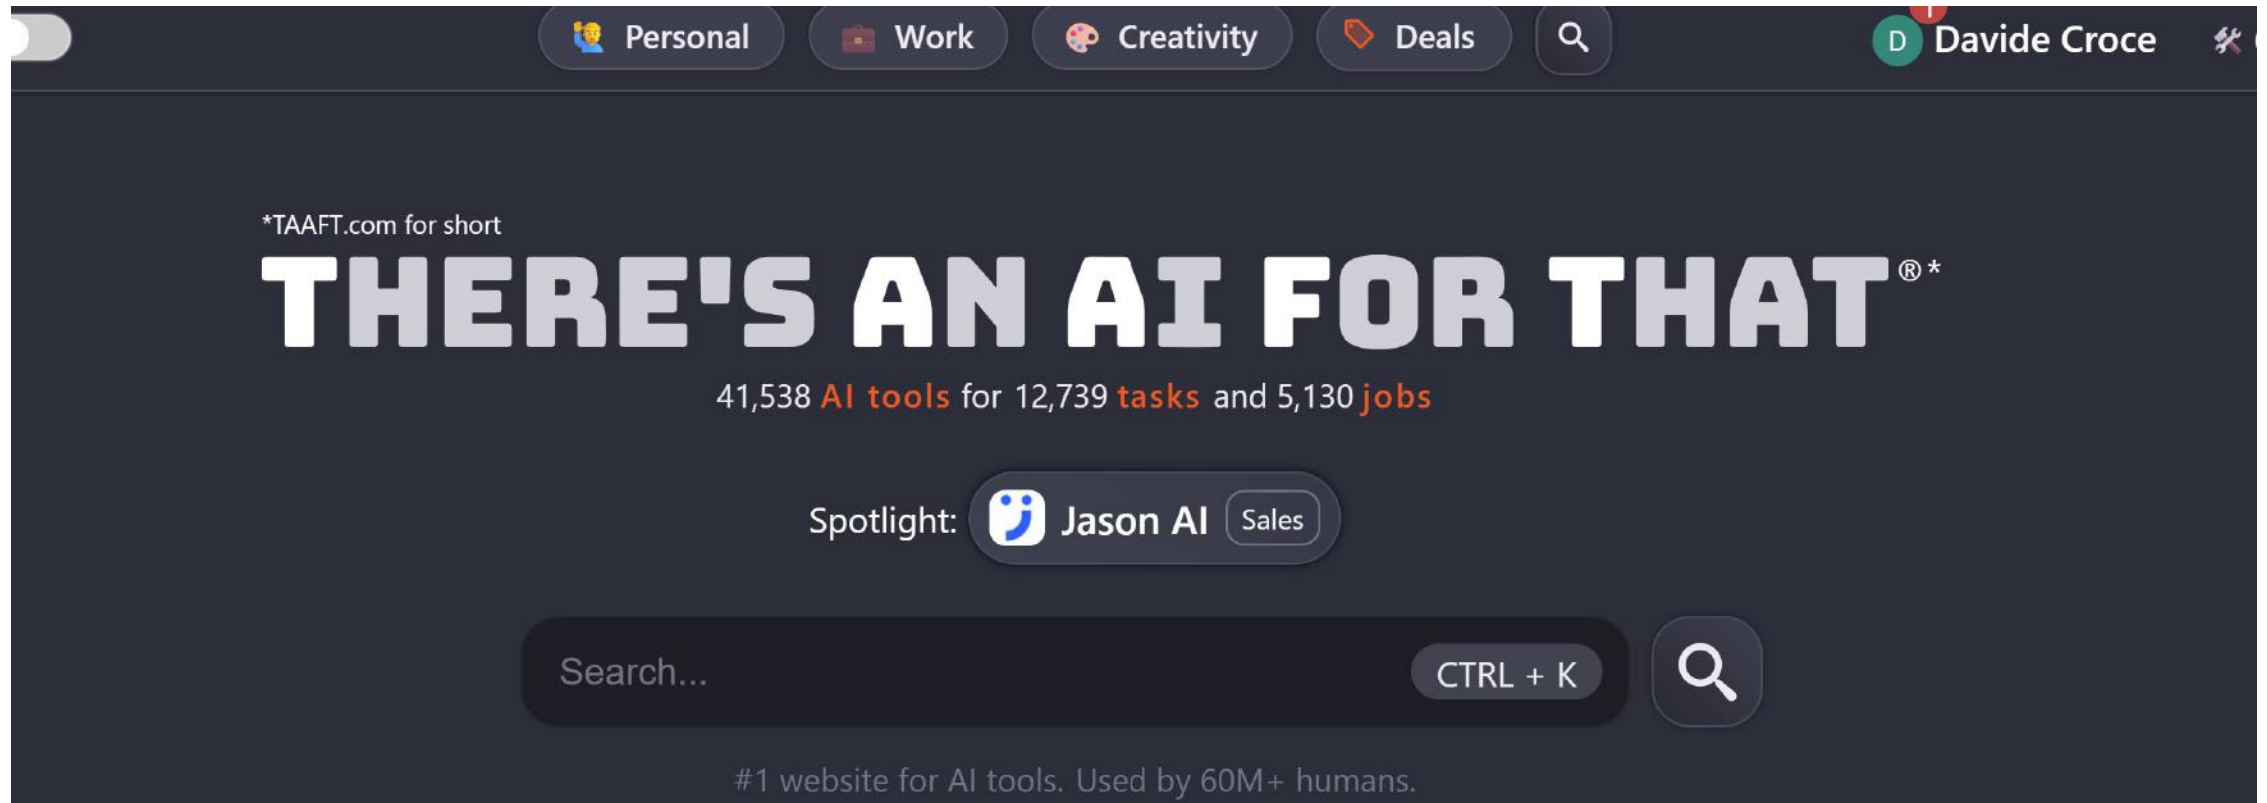 Personal
Work
Creativity
Deals
D
Davide Croce
*TAAFT.com for short
THERE'S AN AI FOR THAT®*
41,538 AI tools for 12,739 tasks and 5,130 jobs
Spotlight:
Jason AI
Sales
Search...
CTRL + K
#1 website for AI tools. Used by 60M+ humans.